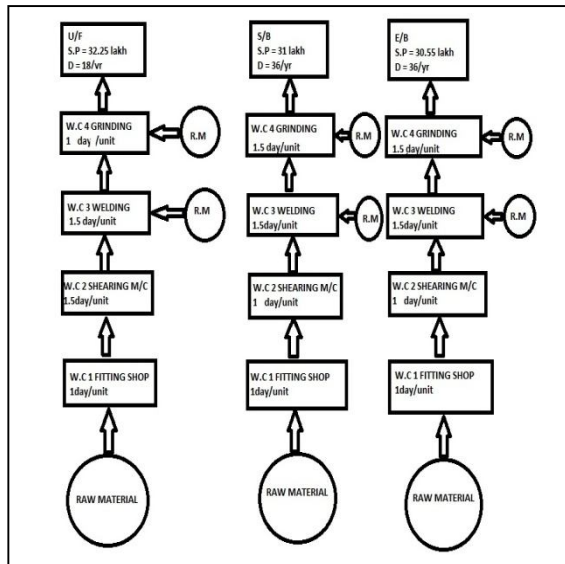 U/F
S.P = 32.25 lakh
D = 18/yr
W.C 4 GRINDING
1 day /unit
R.M
W.C 3 WELDING
1.5 day/unit
R.M
W.C 2 SHEARING M/C
1.5day/unit
W.C 1 FITTING SHOP
1day/unit
RAW MATERIAL
S/B
S.P = 31 lakh
D = 36/yr
W.C 4 GRINDING
1.5 day/unit
R.M
W.C 3 WELDING
1.5day/unit
R.M
W.C 2 SHEARING M/C
1 day/unit
W.C 1 FITTING SHOP
1day/unit
RAW MATERIAL
E/B
S.P = 30.55 lakh
D = 36/yr
W.C 4 GRINDING
1.5 day/unit
R.M
W.C 3 WELDING
1.5day/unit
R.M
W.C 2 SHEARING M/C
1 day/unit
W.C 1 FITTING SHOP
1day/unit
RAW MATERIAL